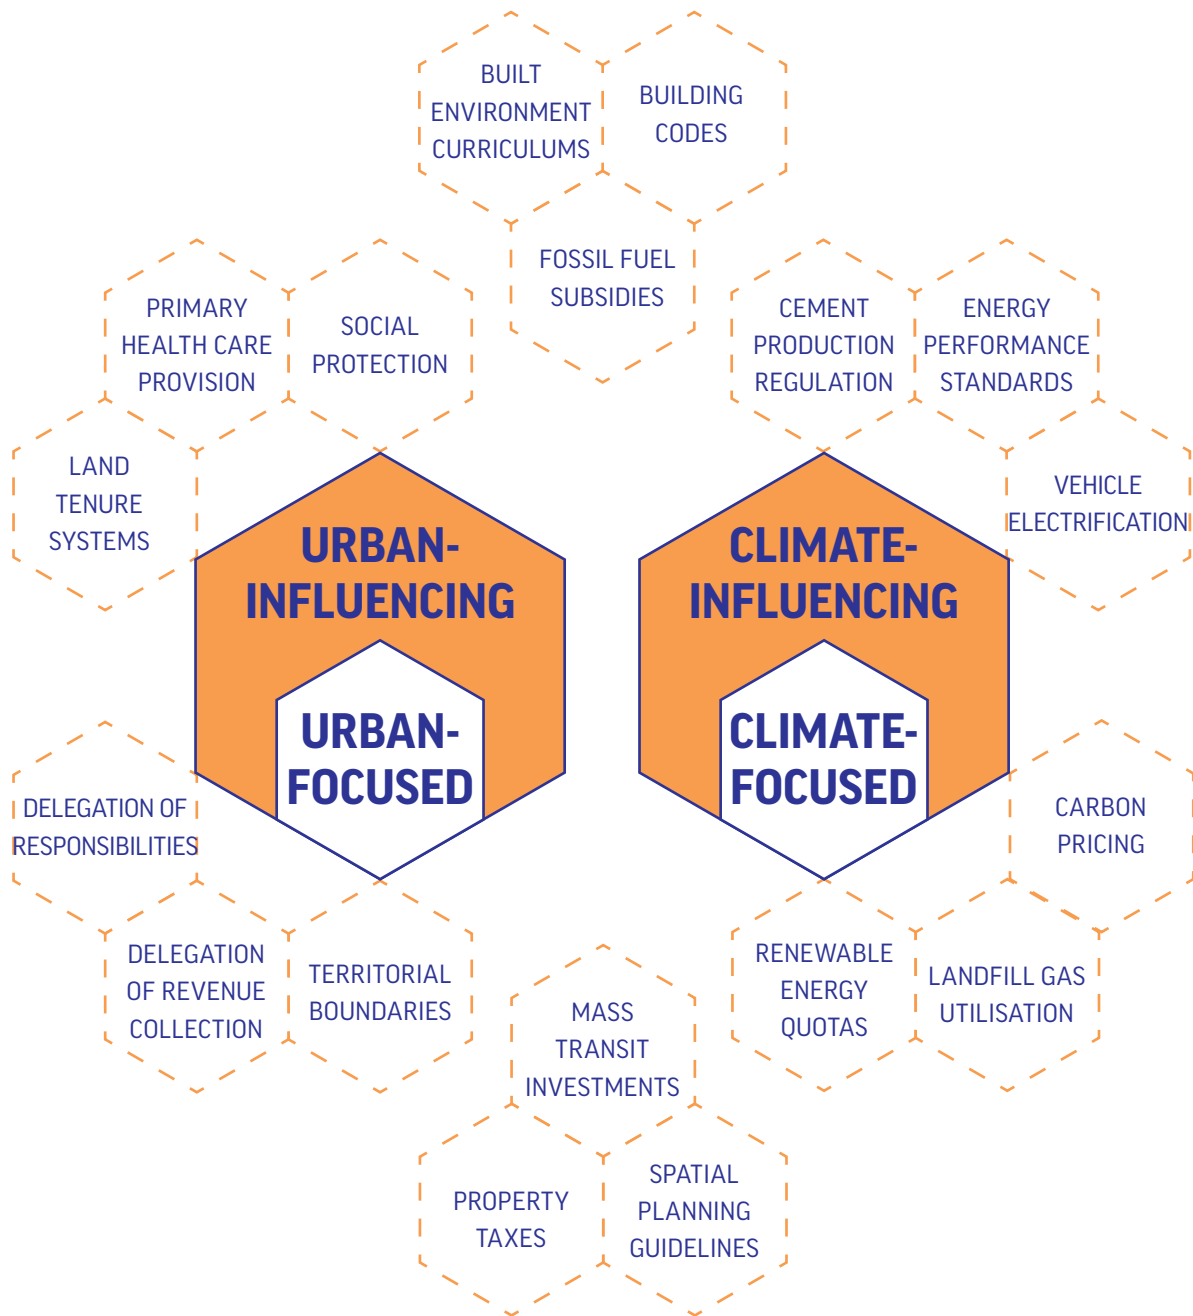 BUILT
ENVIRONMENT
CURRICULUMS
BUILDING
CODES
FOSSIL FUEL
SUBSIDIES
PRIMARY
HEALTH CARE
PROVISION
SOCIAL
PROTECTION
LAND
TENURE
SYSTEMS
CEMENT
PRODUCTION
REGULATION
ENERGY
PERFORMANCE
STANDARDS
VEHICLE
ELECTRIFICATION
URBAN-
INFLUENCING
URBAN-
FOCUSED
CLIMATE-
INFLUENCING
CLIMATE-
FOCUSED
DELEGATION OF
RESPONSIBILITIES
DELEGATION
OF REVENUE
COLLECTION
TERRITORIAL
BOUNDARIES
MASS
TRANSIT
INVESTMENTS
PROPERTY
TAXES
SPATIAL
PLANNING
GUIDELINES
RENEWABLE
ENERGY
QUOTAS
LANDFILL GAS
UTILISATION
CARBON
PRICING